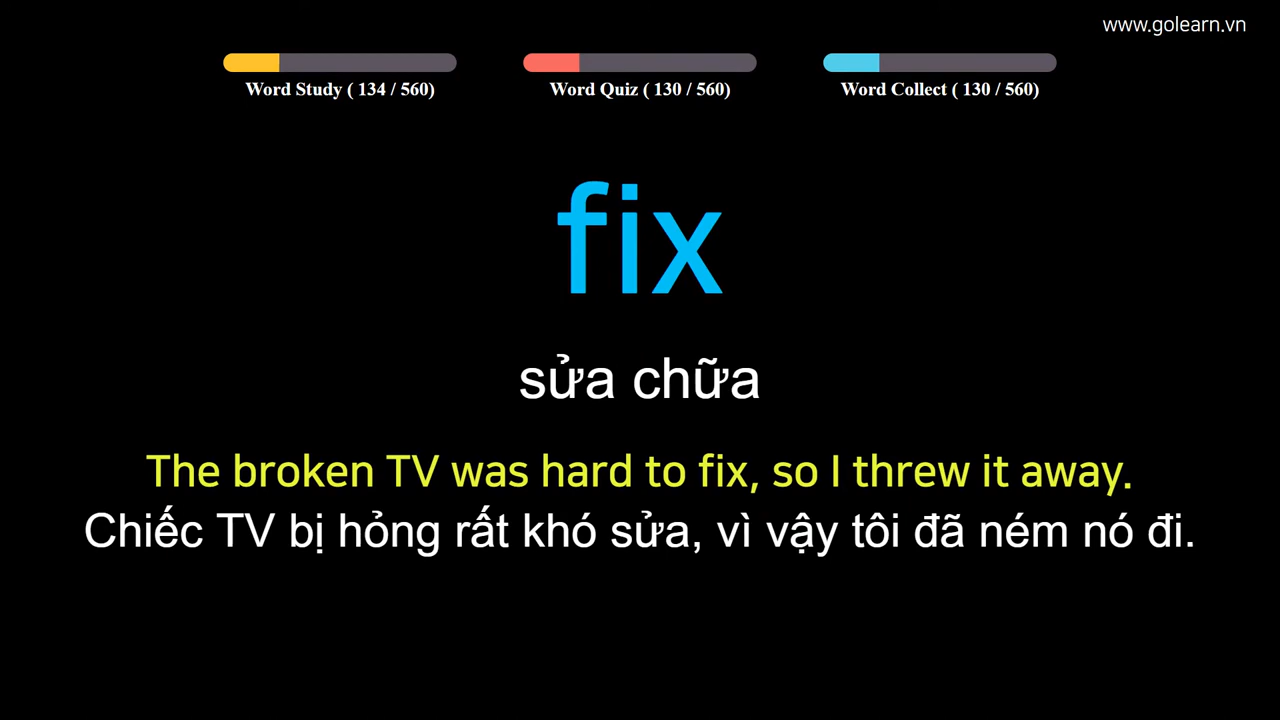 www.golearn.vn
Word Study ( 134 / 560)
Word Quiz ( 130 / 560)
Word Collect ( 130 / 560)
fix
sửa chữa
The broken TV was hard to fix, so I threw it away.
Chiếc TV bị hỏng rất khó sửa, vì vậy tôi đã ném nó đi.